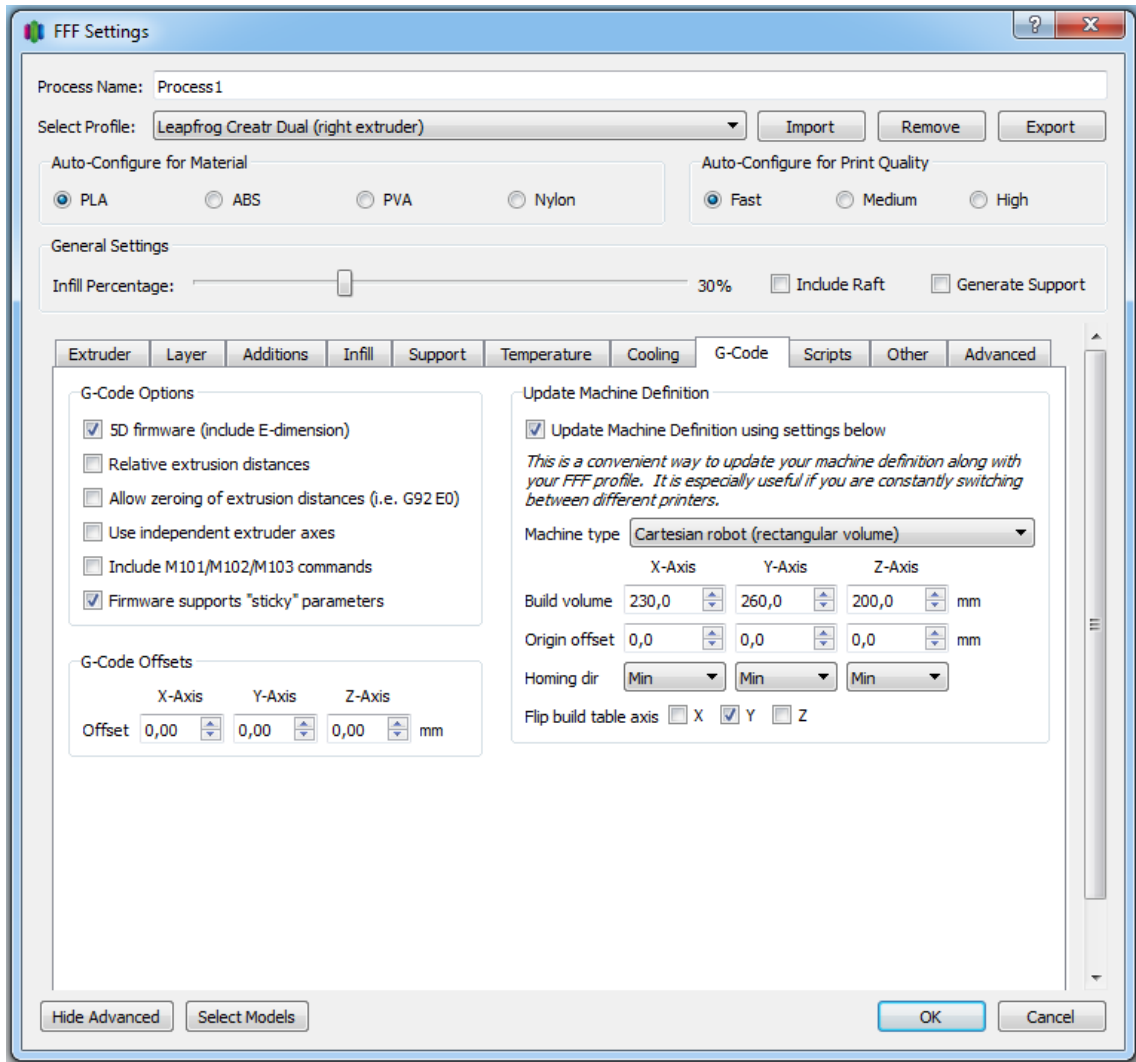 FFF Settings
Process Name: Process1
Select Profile: Leapfrog Creatr Dual (right extruder) Import Remove Export
Auto-Configure for Material Auto-Configure for Print Quality
PLA ABS PVA Nylon Fast Medium High
General Settings
Infill Percentage: 30% Include Raft Generate Support
Extruder Layer Additions Infill Support Temperature Cooling G-Code Scripts Other Advanced
G-Code Options
5D firmware (include E-dimension)
Relative extrusion distances
Allow zeroing of extrusion distances (i.e. G92 E0)
Use independent extruder axes
Include M101/M102/M103 commands
Firmware supports "sticky" parameters
G-Code Offsets
X-Axis Y-Axis Z-Axis
Offset 0,00 0,00 0,00 mm
Update Machine Definition
Update Machine Definition using settings below
This is a convenient way to update your machine definition along with
your FFF profile. It is especially useful if you are constantly switching
between different printers.
Machine type Cartesian robot (rectangular volume)
X-Axis Y-Axis Z-Axis
Build volume 230,0 260,0 200,0 mm
Origin offset 0,0 0,0 0,0 mm
Homing dir Min Min Min
Flip build table axis X Y Z
Hide Advanced Select Models OK Cancel